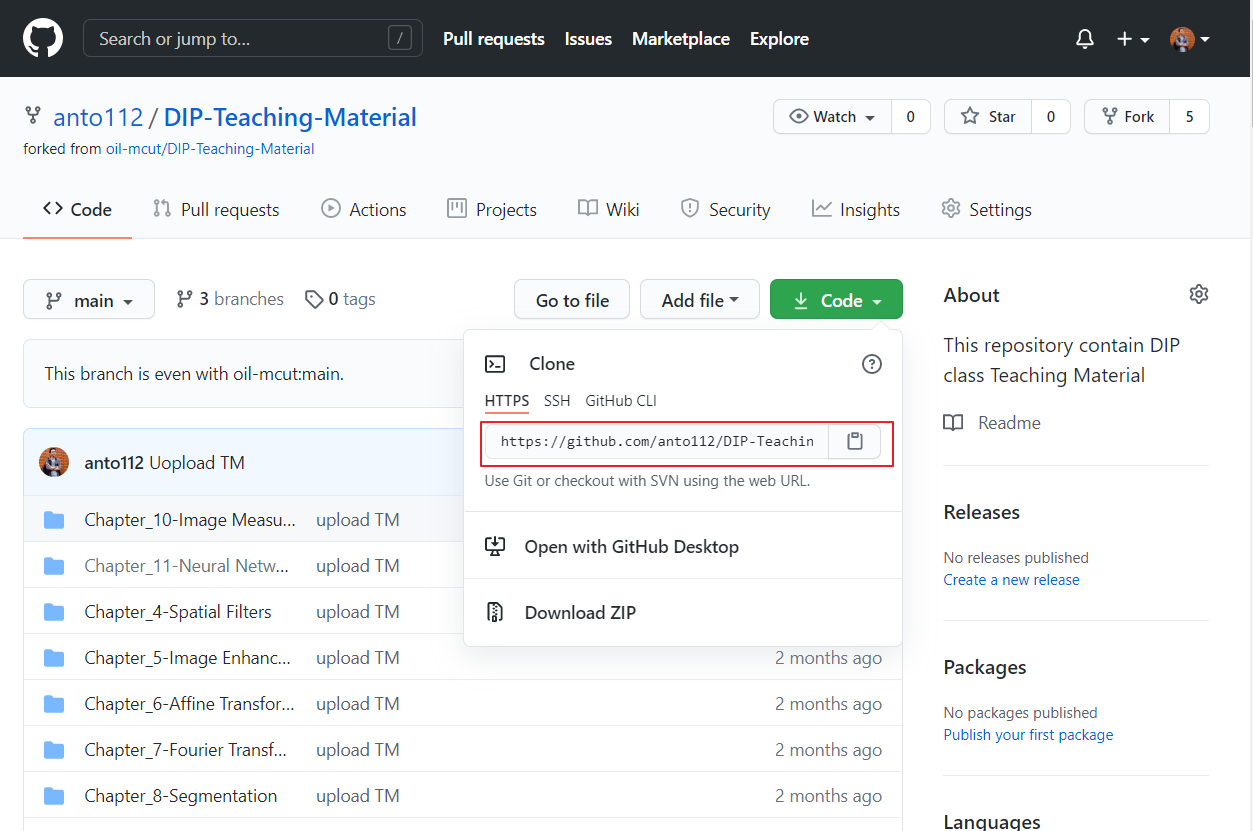 Search or jump to... /
Pull requests Issues Marketplace Explore
anto112 / DIP-Teaching-Material
Watch 0 Star 0 Fork 5
forked from oil-mcut/DIP-Teaching-Material
Code Pull requests Actions Projects Wiki Security Insights Settings
main 3 branches 0 tags Go to file Add file Code
This branch is even with oil-mcut:main.
Clone
HTTPS SSH GitHub CLI
https://github.com/anto112/DIP-Teachin
Use Git or checkout with SVN using the web URL.
Open with GitHub Desktop
Download ZIP
anto112 Uopload TM
Chapter_10-Image Measu... upload TM
Chapter_11-Neural Netw... upload TM
Chapter_4-Spatial Filters upload TM
Chapter_5-Image Enhanc... upload TM 2 months ago
Chapter_6-Affine Transfor... upload TM 2 months ago
Chapter_7-Fourier Transf... upload TM 2 months ago
Chapter_8-Segmentation upload TM 2 months ago
About
This repository contain DIP
class Teaching Material
Readme
Releases
No releases published
Create a new release
Packages
No packages published
Publish your first package
Languages